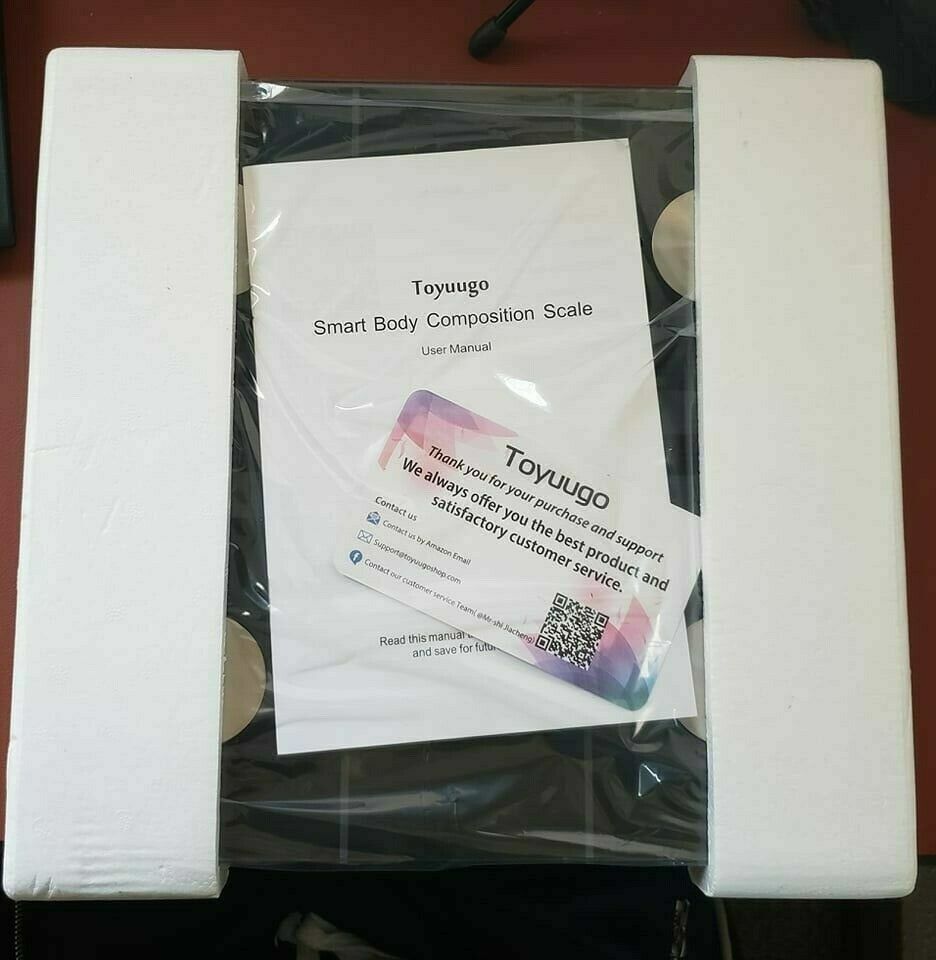 Toyuugo
Smart Body Composition Scale
User Manual
Toyuugo
Thank you for your purchase and support
We always offer you the best product and
satisfactory customer service.
Contact us
Contact us by Amazon Email
Support@toyuugoshop.com
Contact our customer service Team( @Mr-shi Jiacheng)
Read this manual
and save for